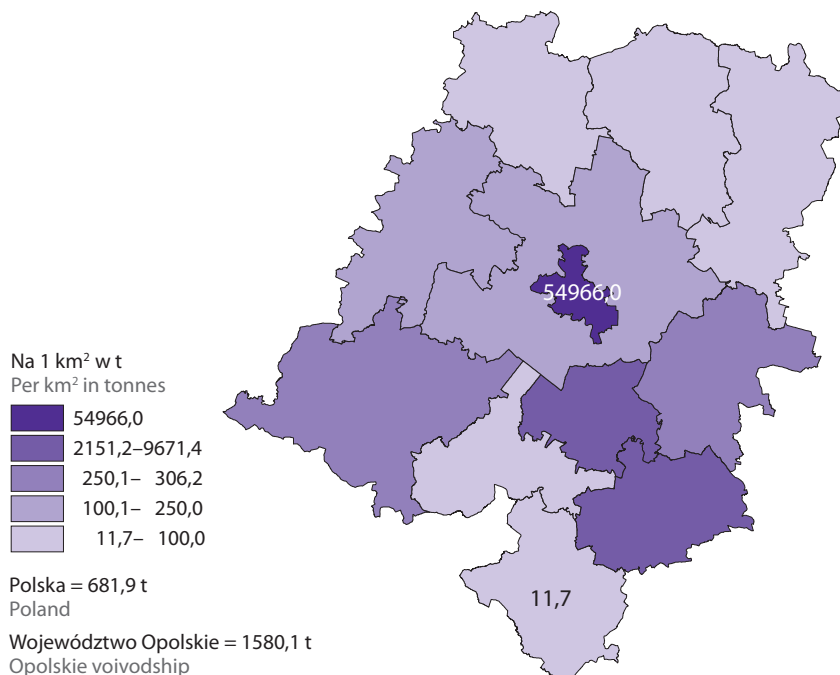 54966,0
Na 1 km² w t
Per km² in tonnes
54966,0
2151,2–9671,4
250,1– 306,2
100,1– 250,0
11,7– 100,0
Polska = 681,9 t
Poland
11,7
Województwo Opolskie = 1580,1 t
Opolskie voivodship